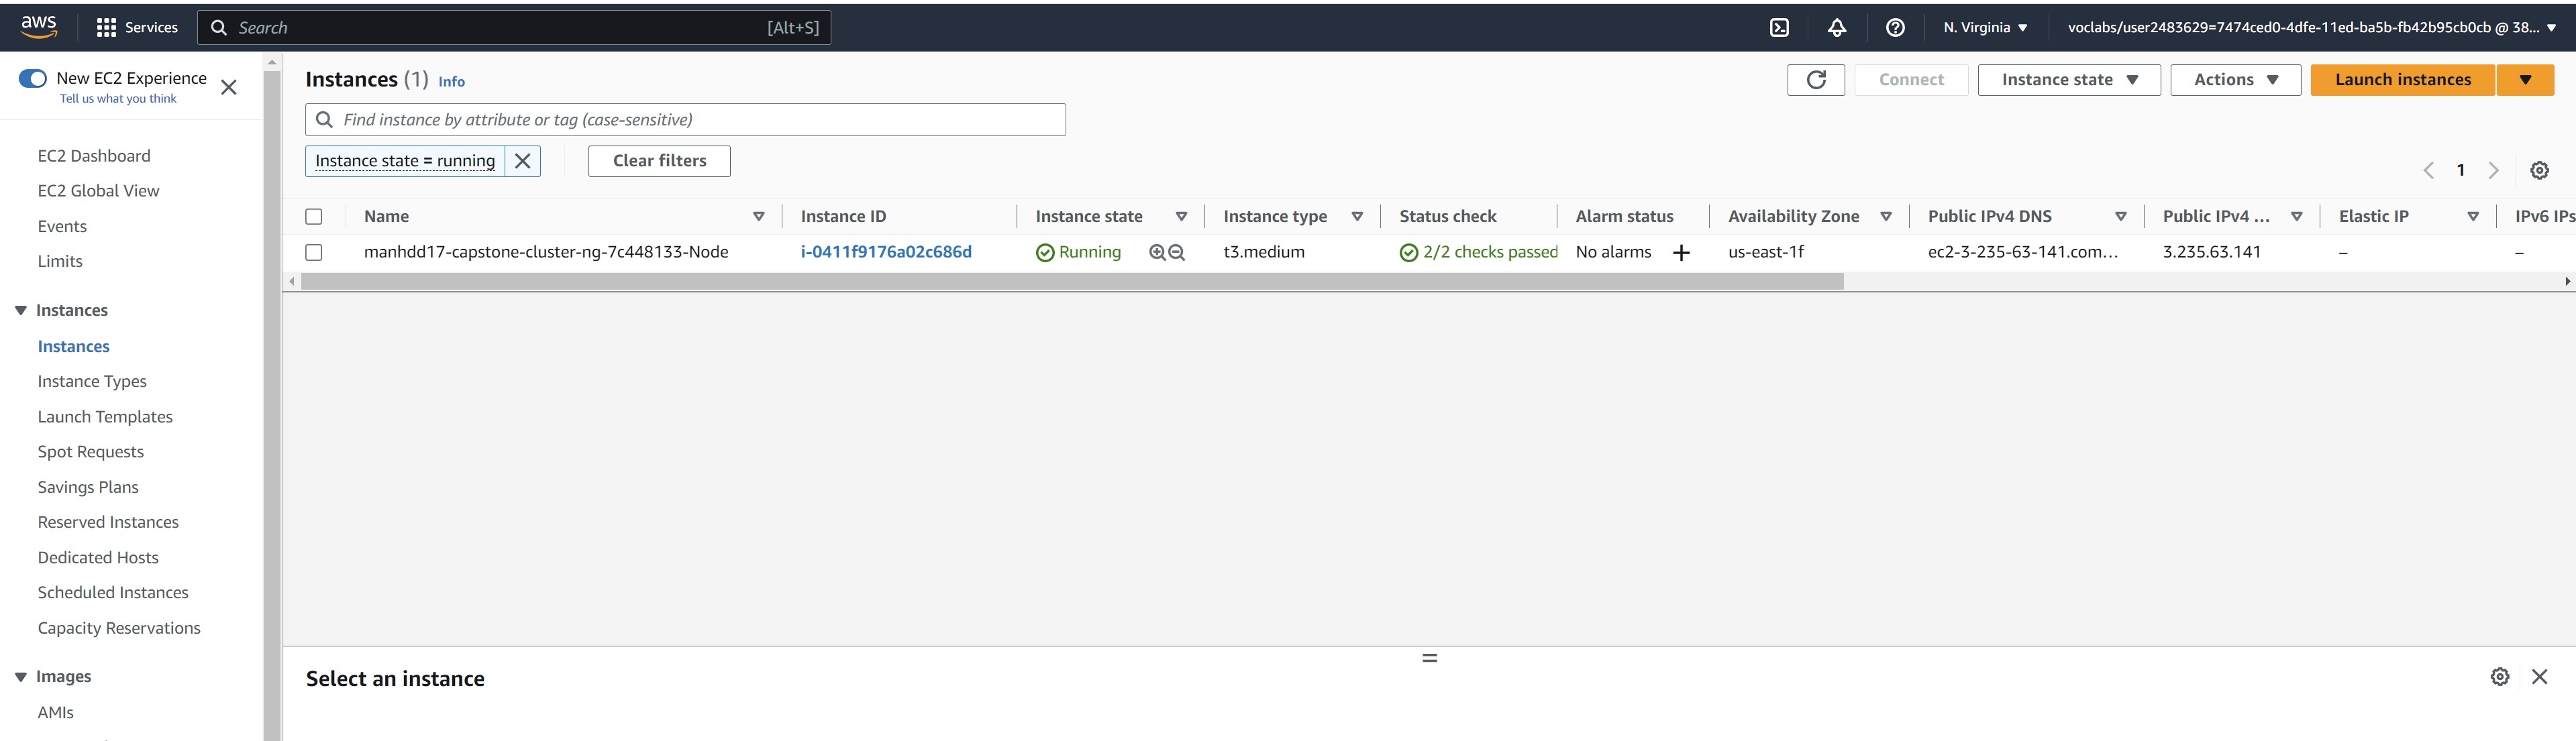 aws
Services
Search [Alt+S]
N. Virginia
voclabs/user2483629=7474ced0-4dfe-11ed-ba5b-fb42b95cb0cb @ 38...
New EC2 Experience
Tell us what you think
EC2 Dashboard
EC2 Global View
Events
Limits
Instances
Instances
Instance Types
Launch Templates
Spot Requests
Savings Plans
Reserved Instances
Dedicated Hosts
Scheduled Instances
Capacity Reservations
Images
AMIs
Instances (1) Info
Connect
Instance state
Actions
Launch instances
Find instance by attribute or tag (case-sensitive)
Instance state = running
Clear filters
1
Name Instance ID Instance state Instance type Status check Alarm status Availability Zone Public IPv4 DNS Public IPv4 ... Elastic IP IPv6 IPs
manhdd17-capstone-cluster-ng-7c448133-Node i-0411f9176a02c686d Running t3.medium 2/2 checks passed No alarms + us-east-1f ec2-3-235-63-141.com... 3.235.63.141 – –
Select an instance